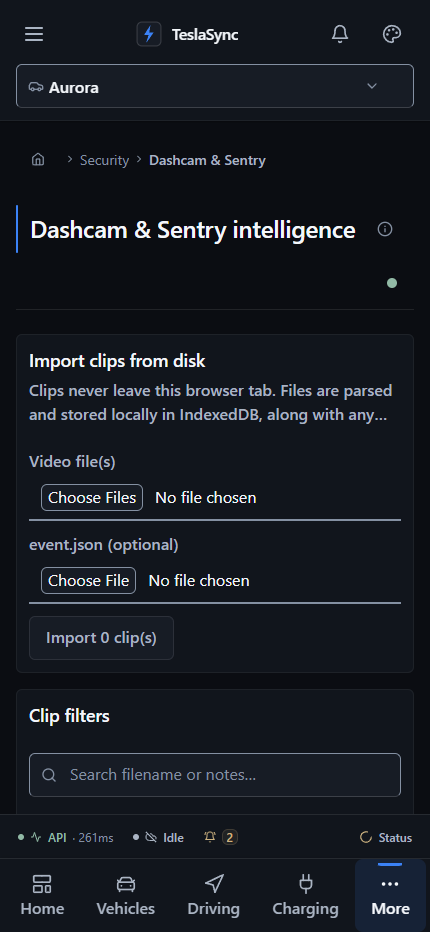 TeslaSync
Aurora
Security
Dashcam & Sentry
Dashcam & Sentry intelligence
Import clips from disk
Clips never leave this browser tab. Files are parsed
and stored locally in IndexedDB, along with any...
Video file(s)
Choose Files No file chosen
event.json (optional)
Choose File No file chosen
Import 0 clip(s)
Clip filters
Search filename or notes...
API · 261ms
Idle
2
Status
Home
Vehicles
Driving
Charging
More